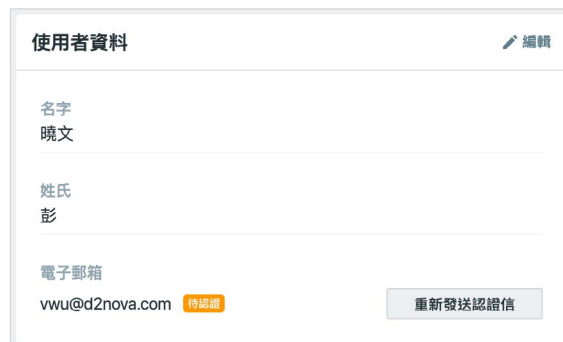 使用者資料
編輯
名字
曉文
姓氏
彭
電子郵箱
vwu@d2nova.com 待認證 重新發送認證信